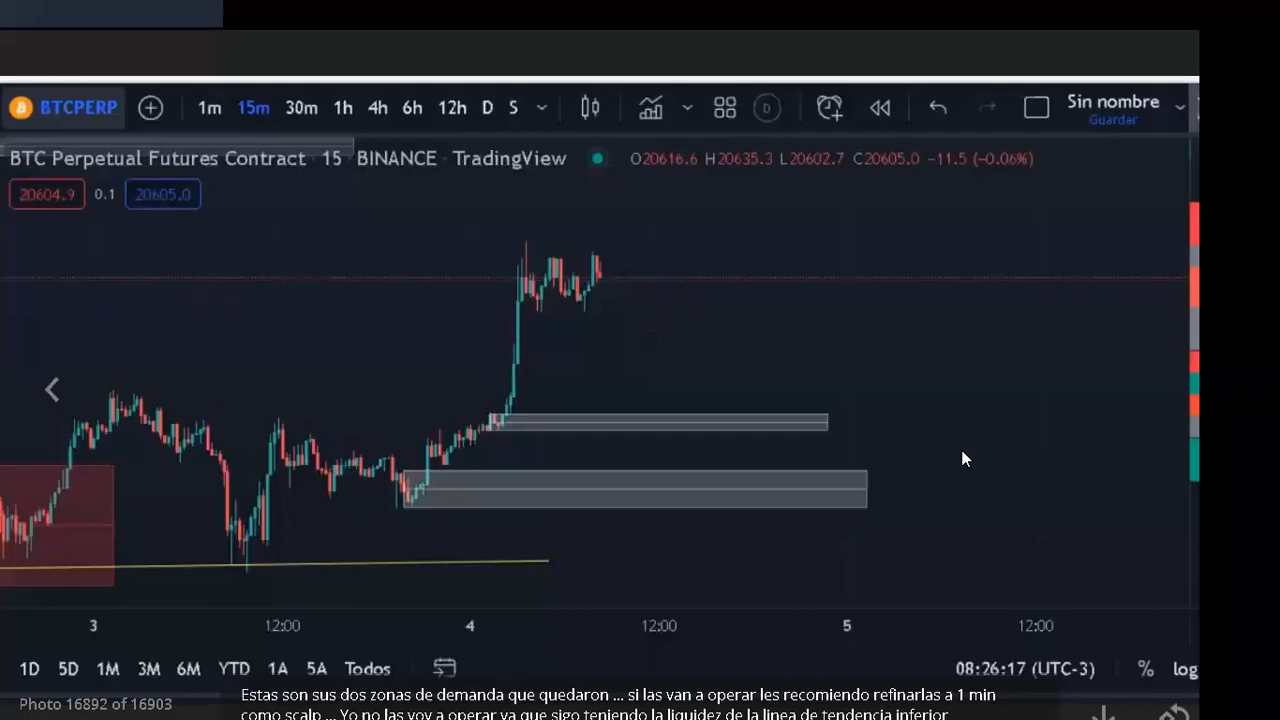 BTCPERP 1m 15m 30m 1h 4h 6h 12h D S D Sin nombre
Guardar
BTC Perpetual Futures Contract · 15 · BINANCE · TradingView O20616.6 H20635.3 L20602.7 C20605.0 −11.5 (−0.06%)
20604.9 0.1 20605.0
3 12:00 4 12:00 5 12:00
1D 5D 1M 3M 6M YTD 1A 5A Todos 08:26:17 (UTC-3) % log
Photo 16892 of 16903
Estas son sus dos zonas de demanda que quedaron ... si las van a operar les recomiendo refinarlas a 1 min
como scalp ... Yo no las voy a operar ya que sigo teniendo la liquidez de la linea de tendencia inferior